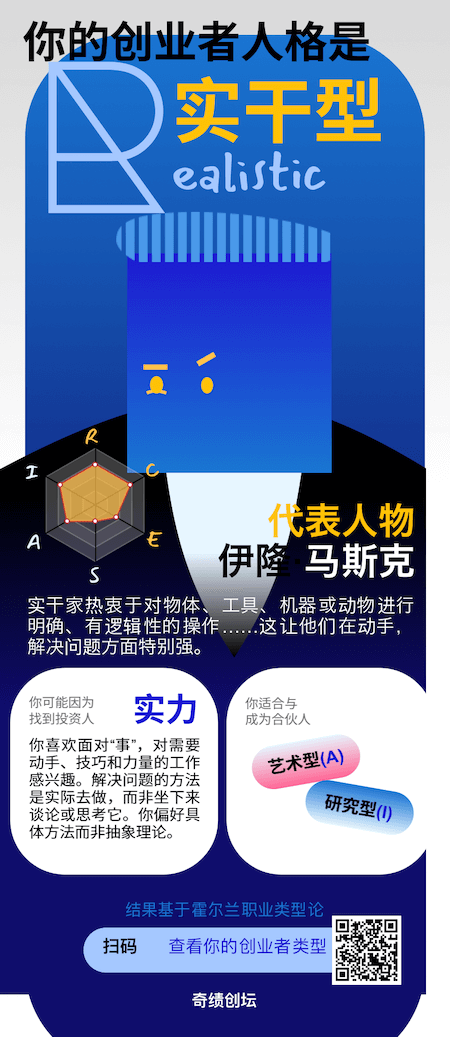 你的创业者人格是
R
实干型
ealistic
R
I
C
A
E
S
代表人物
伊隆·马斯克
实干家热衷于对物体、工具、机器或动物进行
明确、有逻辑性的操作……这让他们在动手，
解决问题方面特别强。
你可能因为
找到投资人
实力
你喜欢面对“事”，对需要
动手、技巧和力量的工作
感兴趣。解决问题的方法
是实际去做，而非坐下来
谈论或思考它。你偏好具
体方法而非抽象理论。
你适合与
成为合伙人
艺术型(A)
研究型(I)
结果基于霍尔兰职业类型论
扫码 查看你的创业者类型
奇绩创坛